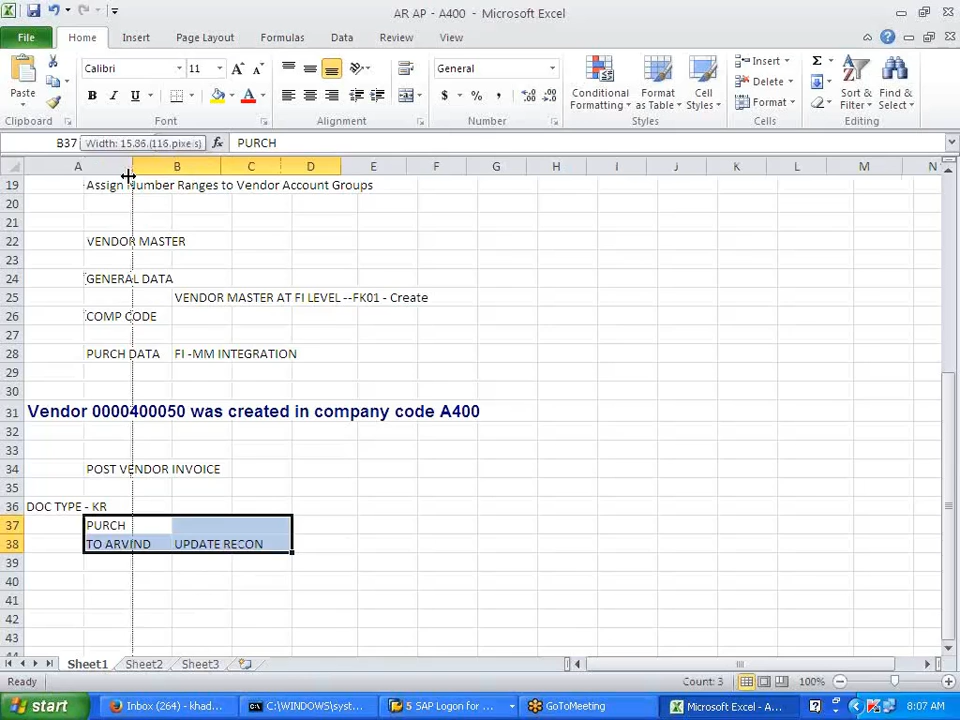 AR AP - A400 - Microsoft Excel
File Home Insert Page Layout Formulas Data Review View
Paste
Calibri 11
General
Conditional Formatting
Format as Table
Cell Styles
Insert
Delete
Format
Sort & Filter
Find & Select
Clipboard Font Alignment Number Styles Cells Editing
B37 Width: 15.86 (116 pixels) fx PURCH
A B C D E F G H I J K L M N
19 Assign Number Ranges to Vendor Account Groups
20
21
22 VENDOR MASTER
23
24 GENERAL DATA
25 VENDOR MASTER AT FI LEVEL --FK01 - Create
26 COMP CODE
27
28 PURCH DATA FI -MM INTEGRATION
29
30
31 Vendor 0000400050 was created in company code A400
32
33
34 POST VENDOR INVOICE
35
36 DOC TYPE - KR
37 PURCH
38 TO ARVIND UPDATE RECON
39
40
41
42
43
44
Sheet1 Sheet2 Sheet3
Ready Count: 3 100%
start Inbox (264) - khad... C:\WINDOWS\syst... 5 SAP Logon for ... GoToMeeting Microsoft Excel - A... 8:07 AM